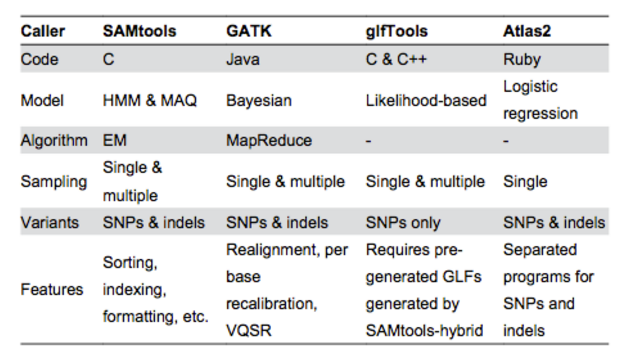 Caller SAMtools GATK glfTools Atlas2
Code C Java C & C++ Ruby
Model HMM & MAQ Bayesian Likelihood-based Logistic
regression
Algorithm EM MapReduce - -
Sampling Single &
multiple Single & multiple Single & multiple Single
Variants SNPs & indels SNPs & indels SNPs only SNPs & indels
Features Sorting,
indexing,
formatting, etc. Realignment, per
base
recalibration,
VQSR Requires pre-
generated GLFs
generated by
SAMtools-hybrid Separated
programs for
SNPs and
indels